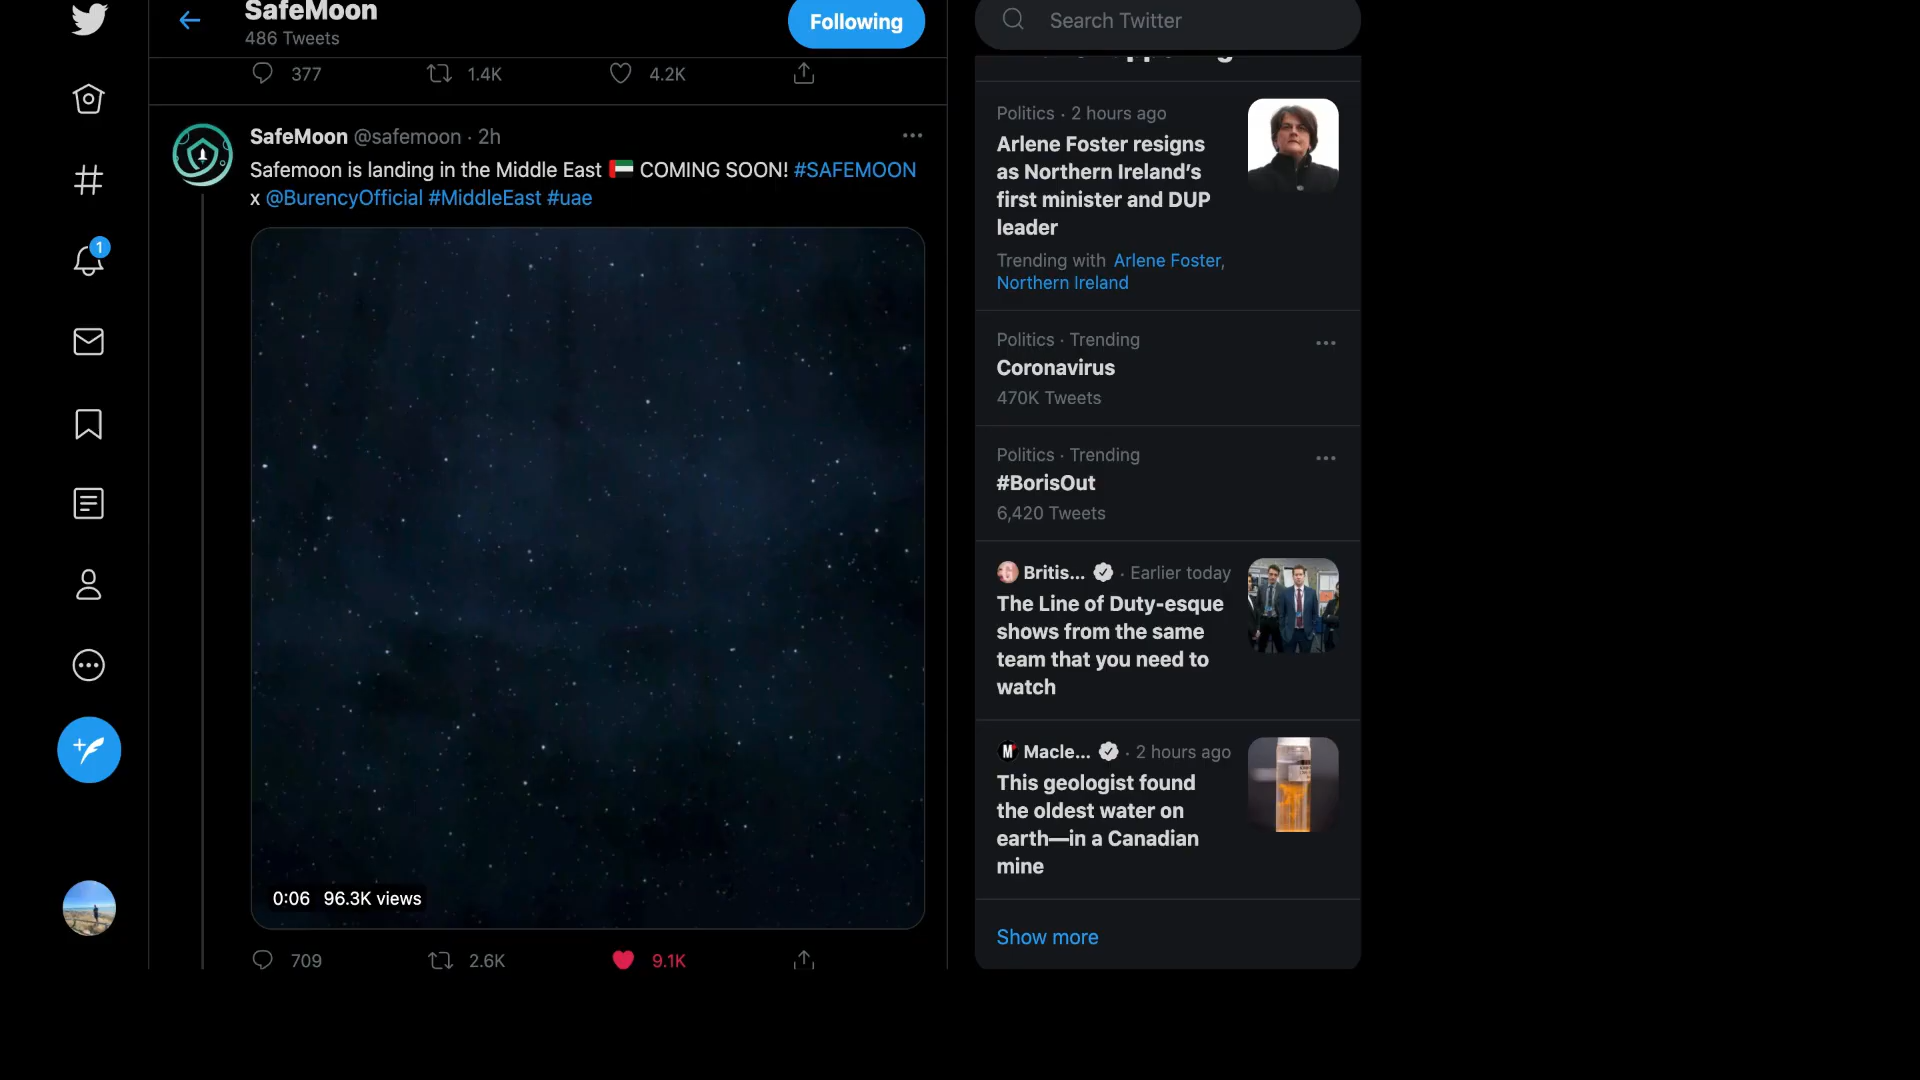 SafeMoon
486 Tweets
Following
377
1.4K
4.2K
SafeMoon @safemoon · 2h
Safemoon is landing in the Middle East 🇦🇪 COMING SOON! #SAFEMOON
x @BurencyOfficial #MiddleEast #uae
0:06 96.3K views
709
2.6K
9.1K
1
Search Twitter
Politics · 2 hours ago
Arlene Foster resigns
as Northern Ireland's
first minister and DUP
leader
Trending with Arlene Foster,
Northern Ireland
Politics · Trending
Coronavirus
470K Tweets
Politics · Trending
#BorisOut
6,420 Tweets
Britis... · Earlier today
The Line of Duty-esque
shows from the same
team that you need to
watch
Macle... · 2 hours ago
This geologist found
the oldest water on
earth—in a Canadian
mine
Show more